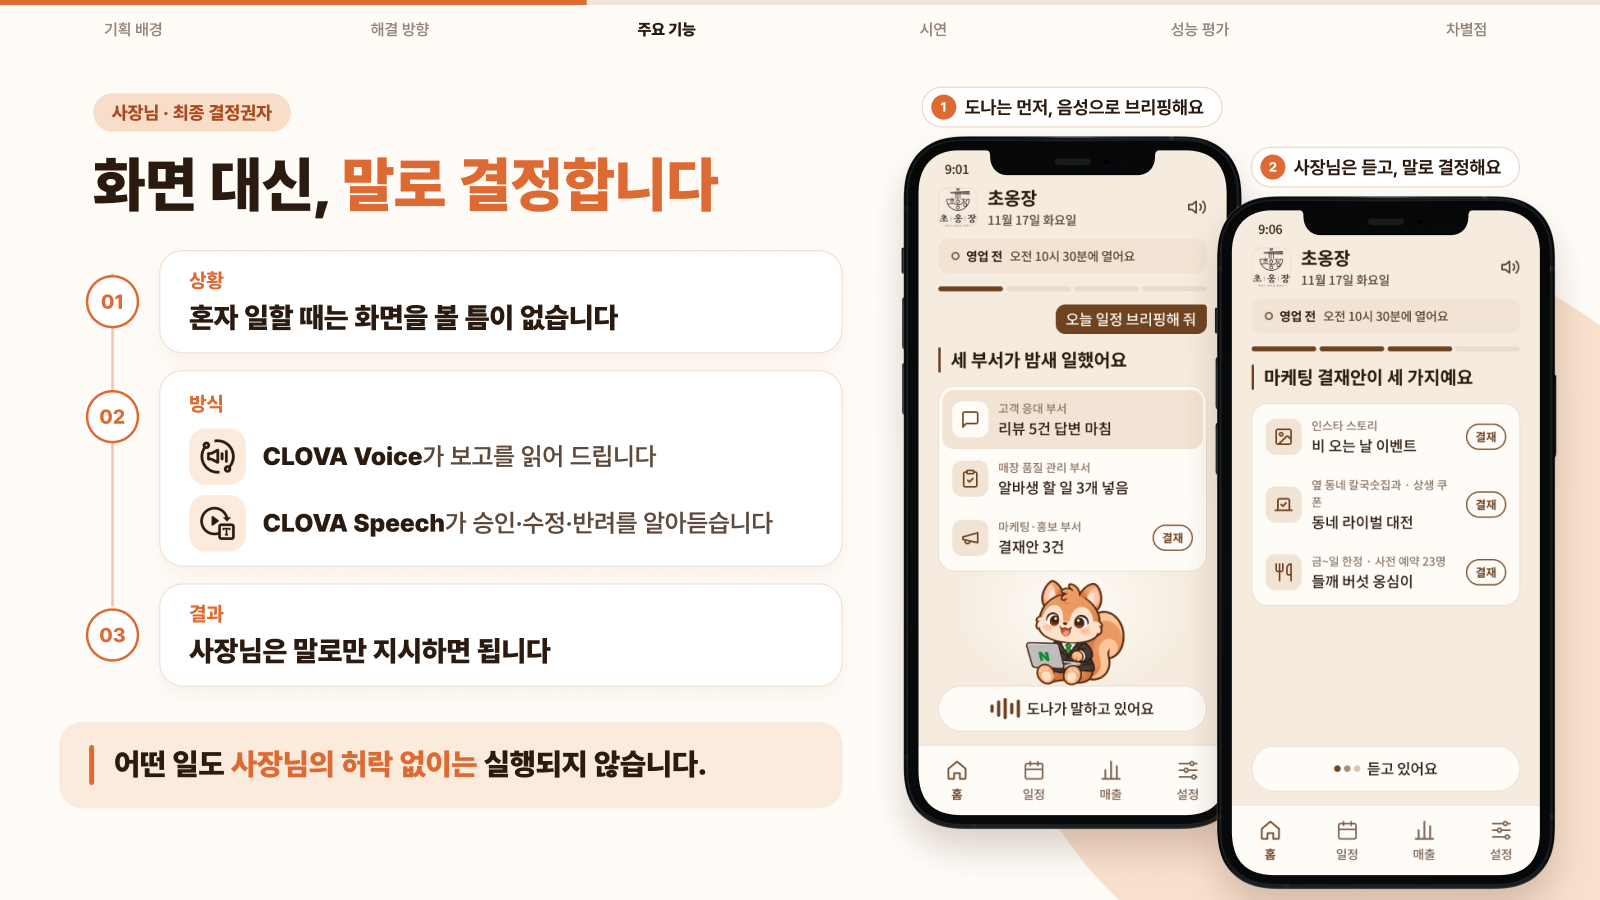 기획 배경
해결 방향
주요 기능
시연
성능 평가
차별점
사장님 · 최종 결정권자
화면 대신, 말로 결정합니다
01
상황
혼자 일할 때는 화면을 볼 틈이 없습니다
02
방식
CLOVA Voice가 보고를 읽어 드립니다
CLOVA Speech가 승인·수정·반려를 알아듣습니다
03
결과
사장님은 말로만 지시하면 됩니다
어떤 일도 사장님의 허락 없이는 실행되지 않습니다.
1 도나는 먼저, 음성으로 브리핑해요
9:01
초옹장
초옹장
11월 17일 화요일
영업 전 오전 10시 30분에 열어요
오늘 일정 브리핑해 줘
세 부서가 밤새 일했어요
고객 응대 부서
리뷰 5건 답변 마침
매장 품질 관리 부서
알바생 할 일 3개 넣음
마케팅·홍보 부서
결재안 3건
결재
N
도나가 말하고 있어요
홈
일정
매출
설정
2 사장님은 듣고, 말로 결정해요
9:06
초옹장
초옹장
11월 17일 화요일
영업 전 오전 10시 30분에 열어요
마케팅 결재안이 세 가지예요
인스타 스토리
비 오는 날 이벤트
결재
옆 동네 칼국숫집과 · 상생 쿠
폰
동네 라이벌 대전
결재
금~일 한정 · 사전 예약 23명
들깨 버섯 옹심이
결재
듣고 있어요
홈
일정
매출
설정